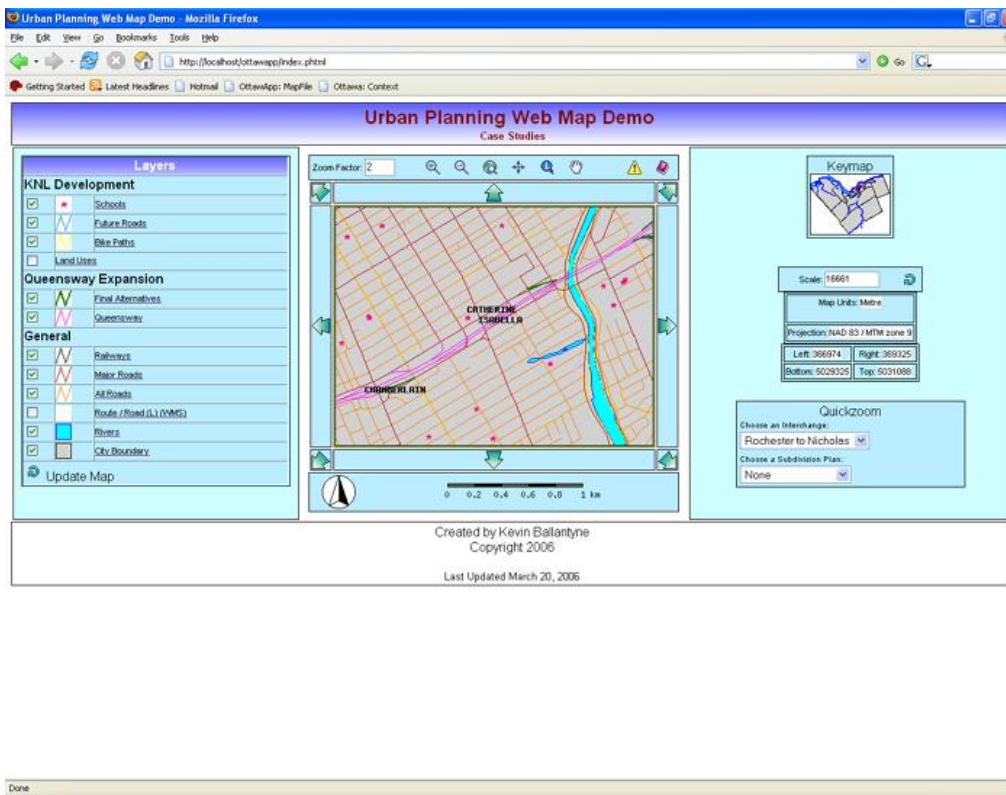 Urban Planning Web Map Demo - Mozilla Firefox
File Edit View Go Bookmarks Tools Help
http://localhost/ottawapp/index.phtml
Go
Getting Started Latest Headlines Hotmail OttawApp: MapFile Ottawa: Context
Urban Planning Web Map Demo
Case Studies
Layers
KNL Development
Schools
Future Roads
Bike Paths
Land Uses
Queensway Expansion
Final Alternatives
Queensway
General
Railways
Major Roads
All Roads
Route / Road (L) (WMS)
Rivers
City Boundary
Update Map
Zoom Factor: 2
CATHERINE
ISABELLA
CHAMBERLAIN
0 0.2 0.4 0.6 0.8 1 km
Keymap
Scale: 16661
Map Units: Metre
Projection: NAD 83 / MTM zone 9
Left: 366974 Right: 369325
Bottom: 5029325 Top: 5031088
Quickzoom
Choose an Interchange:
Rochester to Nicholas
Choose a Subdivision Plan:
None
Created by Kevin Ballantyne
Copyright 2006
Last Updated March 20, 2006
Done